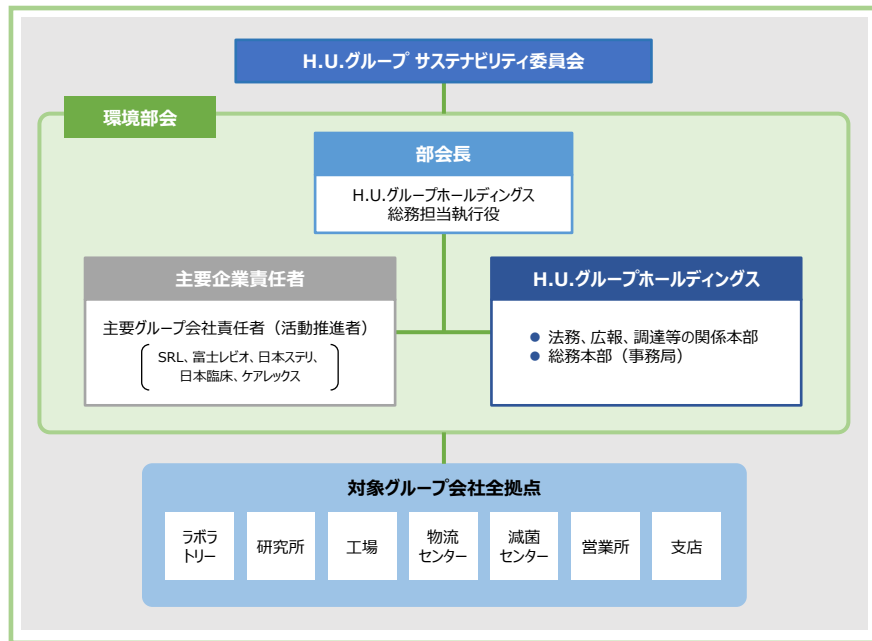 H.U.グループ サステナビリティ委員会
環境部会
部会長
H.U.グループホールディングス
総務担当執行役
主要企業責任者
主要グループ会社責任者（活動推進者）
SRL、富士レビオ、日本ステリ、
日本臨床、ケアレックス
H.U.グループホールディングス
● 法務、広報、調達等の関係本部
● 総務本部（事務局）
対象グループ会社全拠点
ラボラ
トリー
研究所
工場
物流
センター
滅菌
センター
営業所
支店